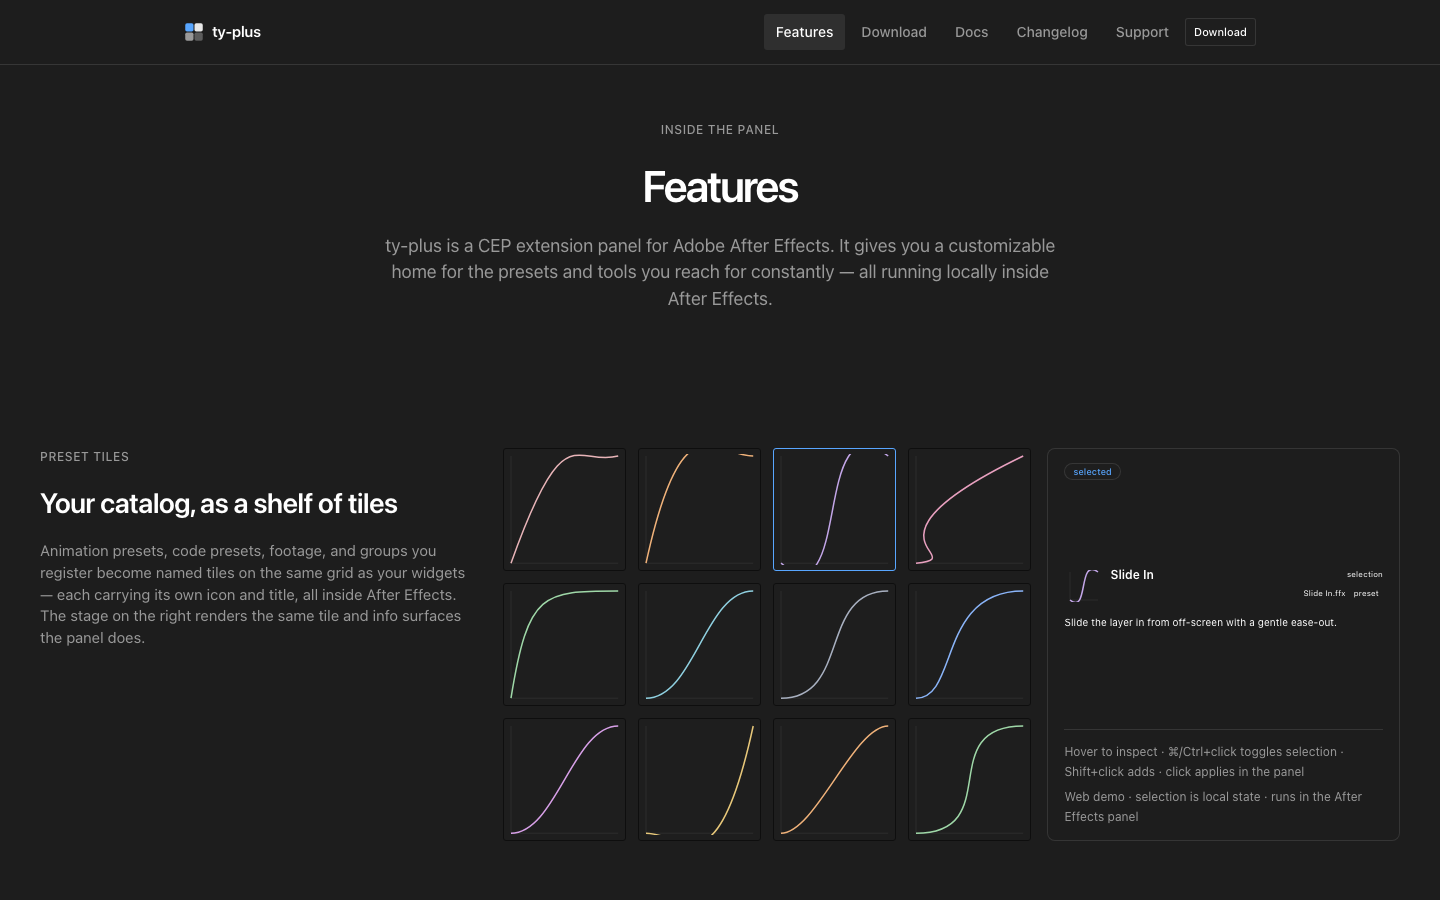 ty-plus
Features
Download
Docs
Changelog
Support
Download
INSIDE THE PANEL
Features
ty-plus is a CEP extension panel for Adobe After Effects. It gives you a customizable
home for the presets and tools you reach for constantly — all running locally inside
After Effects.
PRESET TILES
Your catalog, as a shelf of tiles
Animation presets, code presets, footage, and groups you
register become named tiles on the same grid as your widgets
— each carrying its own icon and title, all inside After Effects.
The stage on the right renders the same tile and info surfaces
the panel does.
selected
Slide In
selection
Slide In.ffx preset
Slide the layer in from off-screen with a gentle ease-out.
Hover to inspect · ⌘/Ctrl+click toggles selection ·
Shift+click adds · click applies in the panel
Web demo · selection is local state · runs in the After
Effects panel